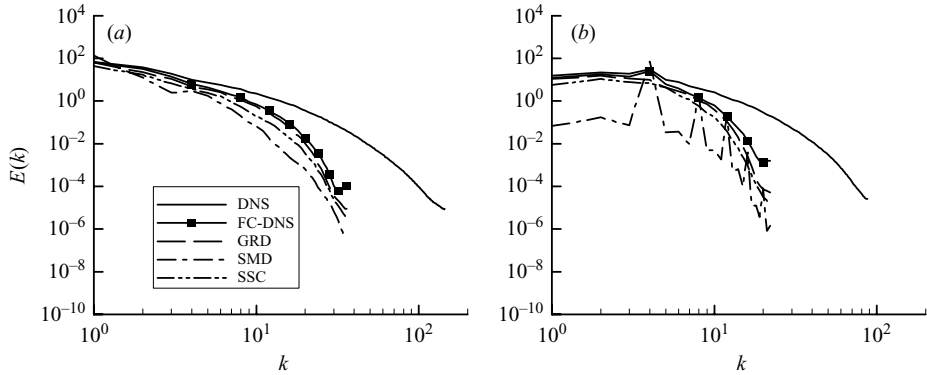 10^4 (a) 10^4 (b)
10^2 10^2
10^0 10^0
10^–2 10^–2
E(k)
10^–4 10^–4
DNS
FC-DNS
GRD
SMD
SSC
10^–6 10^–6
10^–8 10^–8
10^–10 10^–10
10^0 10^1 10^2 10^0 10^1 10^2
k k